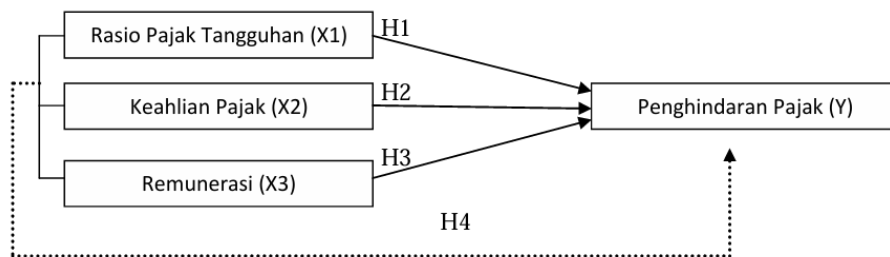 Rasio Pajak Tangguhan (X1)
H1
Keahlian Pajak (X2)
H2
Penghindaran Pajak (Y)
Remunerasi (X3)
H3
H4